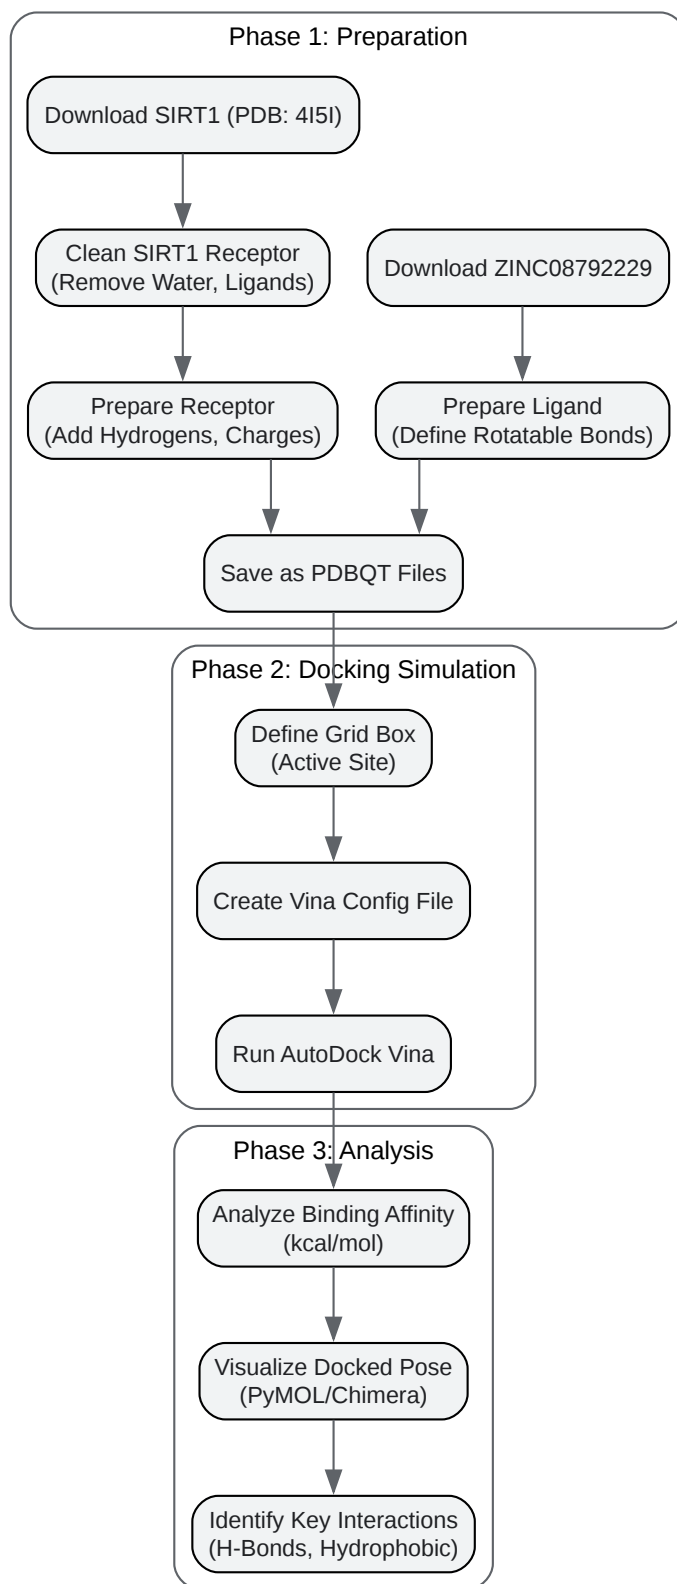 Phase 1: Preparation
Download SIRT1 (PDB: 4I5I)
Clean SIRT1 Receptor
(Remove Water, Ligands)
Download ZINC08792229
Prepare Receptor
(Add Hydrogens, Charges)
Prepare Ligand
(Define Rotatable Bonds)
Save as PDBQT Files
Phase 2: Docking Simulation
Define Grid Box
(Active Site)
Create Vina Config File
Run AutoDock Vina
Phase 3: Analysis
Analyze Binding Affinity
(kcal/mol)
Visualize Docked Pose
(PyMOL/Chimera)
Identify Key Interactions
(H-Bonds, Hydrophobic)